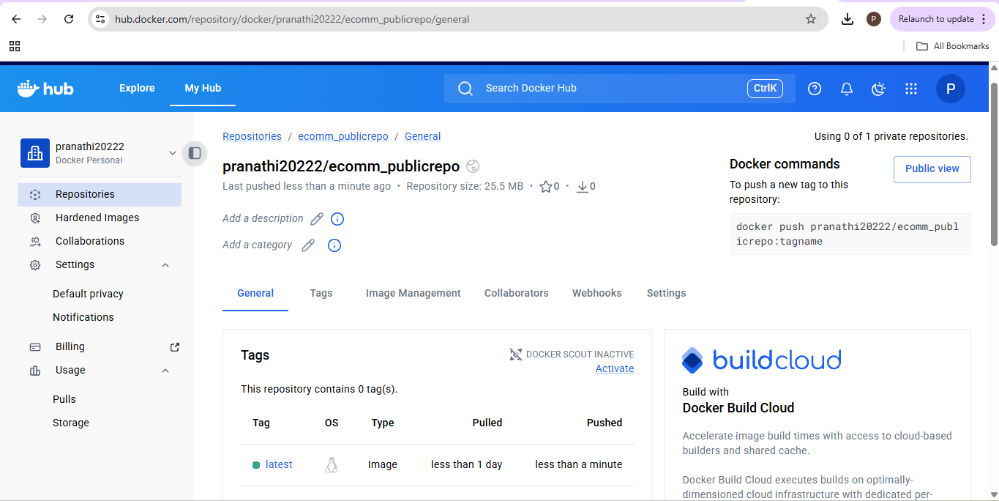 hub.docker.com/repository/docker/pranathi20222/ecomm_publicrepo/general
P
Relaunch to update
All Bookmarks
hub
Explore
My Hub
Search Docker Hub
CtrlK
P
pranathi20222
Docker Personal
Repositories
Hardened Images
Collaborations
Settings
Default privacy
Notifications
Billing
Usage
Pulls
Storage
Repositories / ecomm_publicrepo / General
Using 0 of 1 private repositories.
pranathi20222/ecomm_publicrepo
Last pushed less than a minute ago • Repository size: 25.5 MB • 0 • 0
Add a description
Add a category
Docker commands
Public view
To push a new tag to this
repository:
docker push pranathi20222/ecomm_publ
icrepo:tagname
General Tags Image Management Collaborators Webhooks Settings
Tags
DOCKER SCOUT INACTIVE
Activate
This repository contains 0 tag(s).
Tag OS Type Pulled Pushed
latest Image less than 1 day less than a minute
buildcloud
Build with
Docker Build Cloud
Accelerate image build times with access to cloud-based
builders and shared cache.
Docker Build Cloud executes builds on optimally-
dimensioned cloud infrastructure with dedicated per-